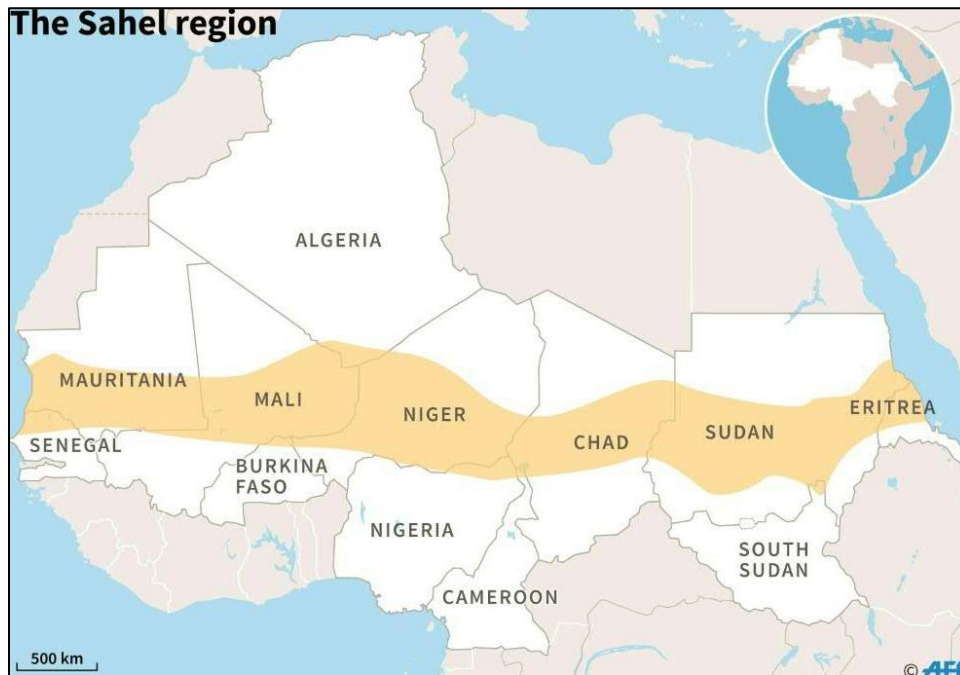 The Sahel region
ALGERIA
MAURITANIA
MALI
NIGER
CHAD
SUDAN
ERITREA
SENEGAL
BURKINA
FASO
NIGERIA
CAMEROON
SOUTH
SUDAN
500 km
© AFP